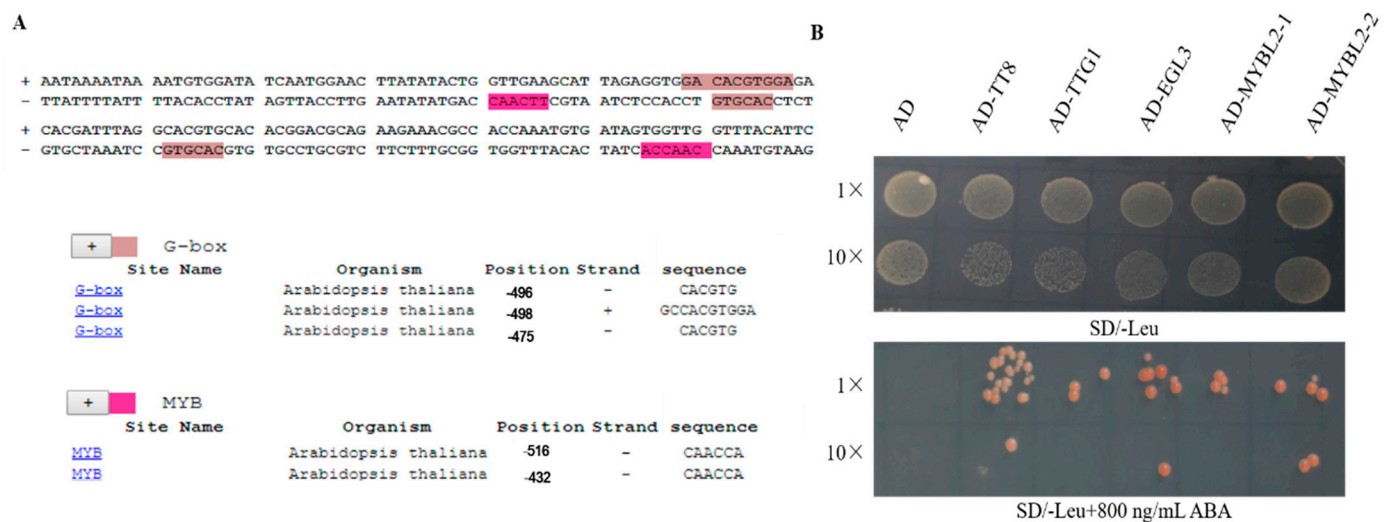 A
+ AATAAAATAA AATGTGGATA TCAATGGAAC TTATATACTG GTTGAAGCAT TAGAGGTGGA CACGTGGAGA
- TTATTTTATT TTACACCTAT AGTTACCTTG AATATATGAC CAACTTCGTA ATCTCCACCT GTGCACCTCT
+ CACGATTTAG GCACGTGCAC ACGGACGCAG AAGAAACGCC ACCAAATGTG ATAGTGGTTG GTTTACATTC
- GTGCTAAATCC GTGCACGTG TGCCTGCGTC TTCTTTGCGG TGGTTTACAC TATCACCAAC CAAATGTAAG
+ G-box
Site Name Organism Position Strand sequence
G-box Arabidopsis thaliana -496 - CACGTG
G-box Arabidopsis thaliana -498 + GCCACGTGGA
G-box Arabidopsis thaliana -475 - CACGTG
+ MYB
Site Name Organism Position Strand sequence
MYB Arabidopsis thaliana -516 - CAACCA
MYB Arabidopsis thaliana -432 - CAACCA
B
AD
AD-TT8
AD-TTG1
AD-EGL3
AD-MYBL2-1
AD-MYBL2-2
1×
10×
SD/-Leu
1×
10×
SD/-Leu+800 ng/mL ABA